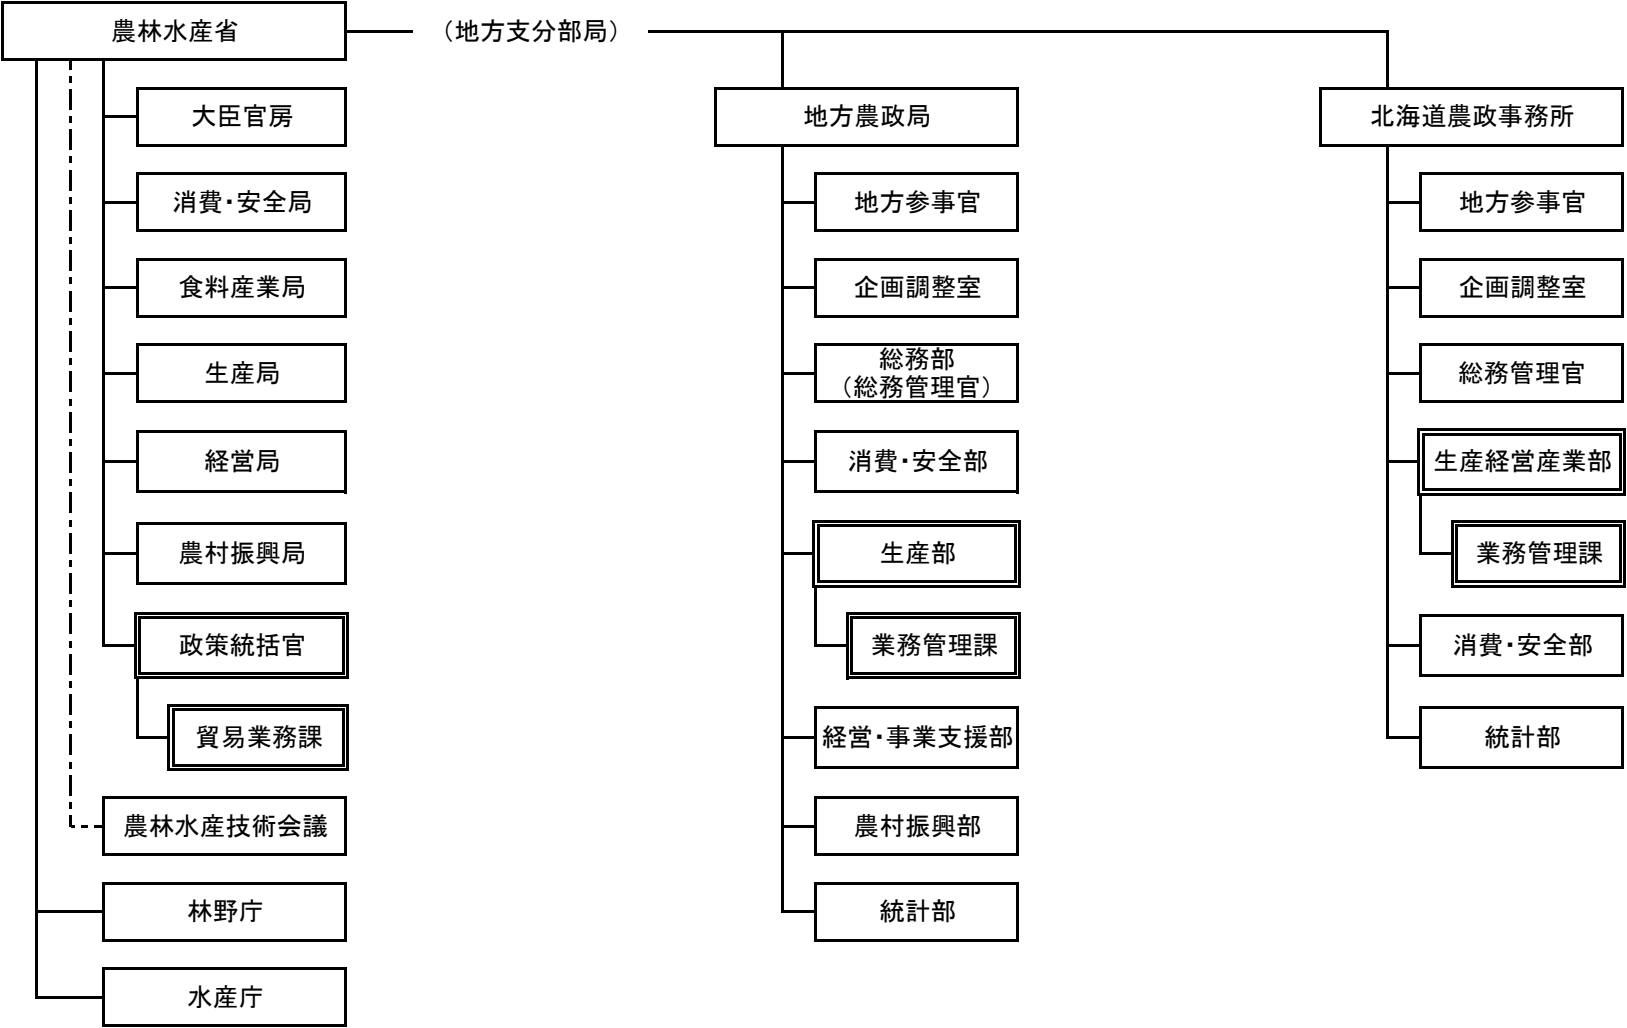 農林水産省
（地方支分部局）
大臣官房
消費・安全局
食料産業局
生産局
経営局
農村振興局
政策統括官
貿易業務課
農林水産技術会議
林野庁
水産庁
地方農政局
地方参事官
企画調整室
総務部
（総務管理官）
消費・安全部
生産部
業務管理課
経営・事業支援部
農村振興部
統計部
北海道農政事務所
地方参事官
企画調整室
総務管理官
生産経営産業部
業務管理課
消費・安全部
統計部